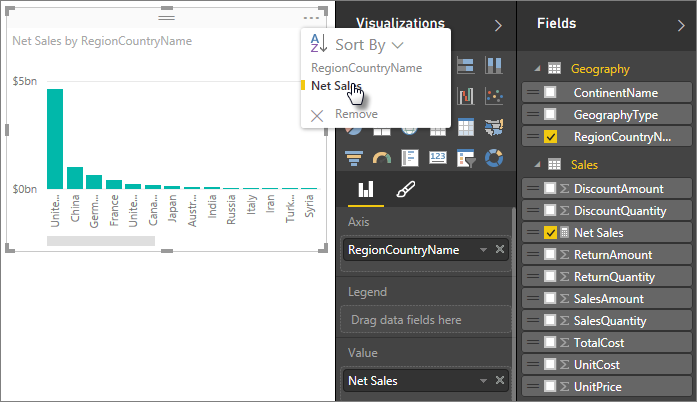 Net Sales by RegionCountryName
$5bn
$0bn
Unite...
China
Germ...
France
Unite...
Cana...
Japan
Austr...
India
Russia
Italy
Iran
Turk...
Syria
A
Z
Sort By
RegionCountryName
Net Sales
Remove
Visualizations
123
Axis
RegionCountryName
Legend
Drag data fields here
Value
Net Sales
Fields
Geography
ContinentName
GeographyType
RegionCountryN...
Sales
DiscountAmount
DiscountQuantity
Net Sales
ReturnAmount
ReturnQuantity
SalesAmount
SalesQuantity
TotalCost
UnitCost
UnitPrice